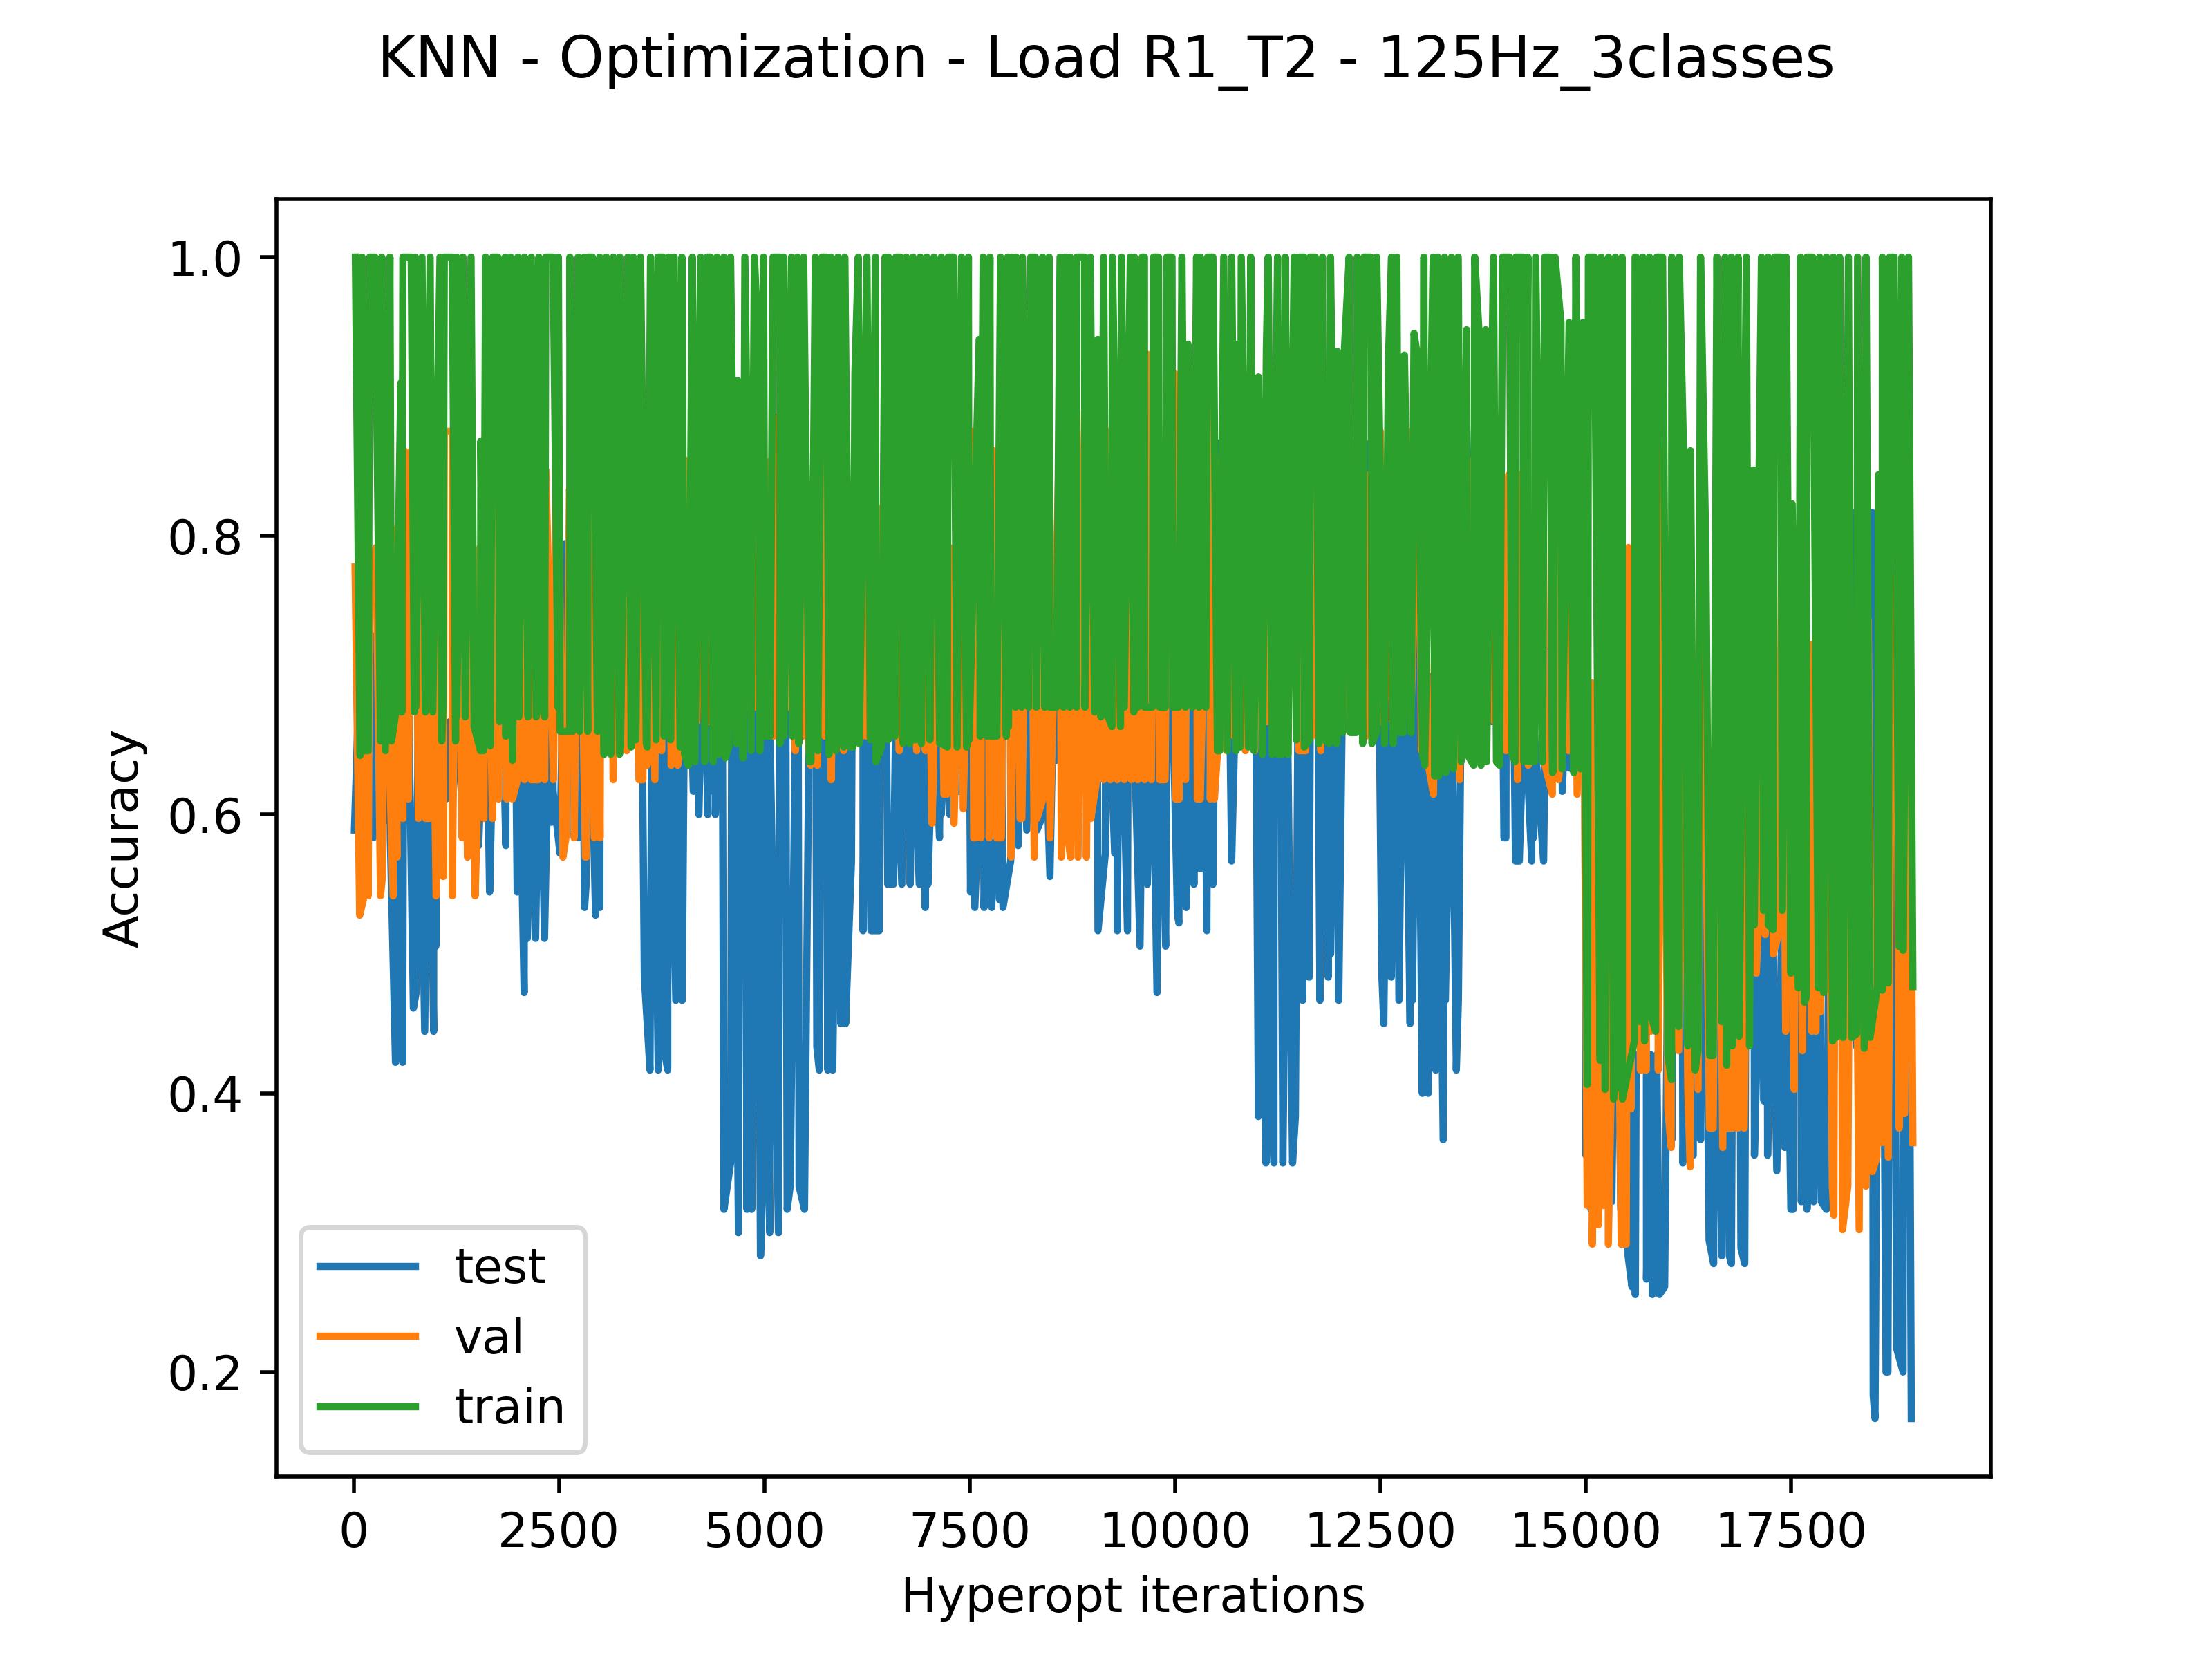 KNN - Optimization - Load R1_T2 - 125Hz_3classes
1.0
0.8
0.6
0.4
0.2
Accuracy
test
val
train
0 2500 5000 7500 10000 12500 15000 17500
Hyperopt iterations